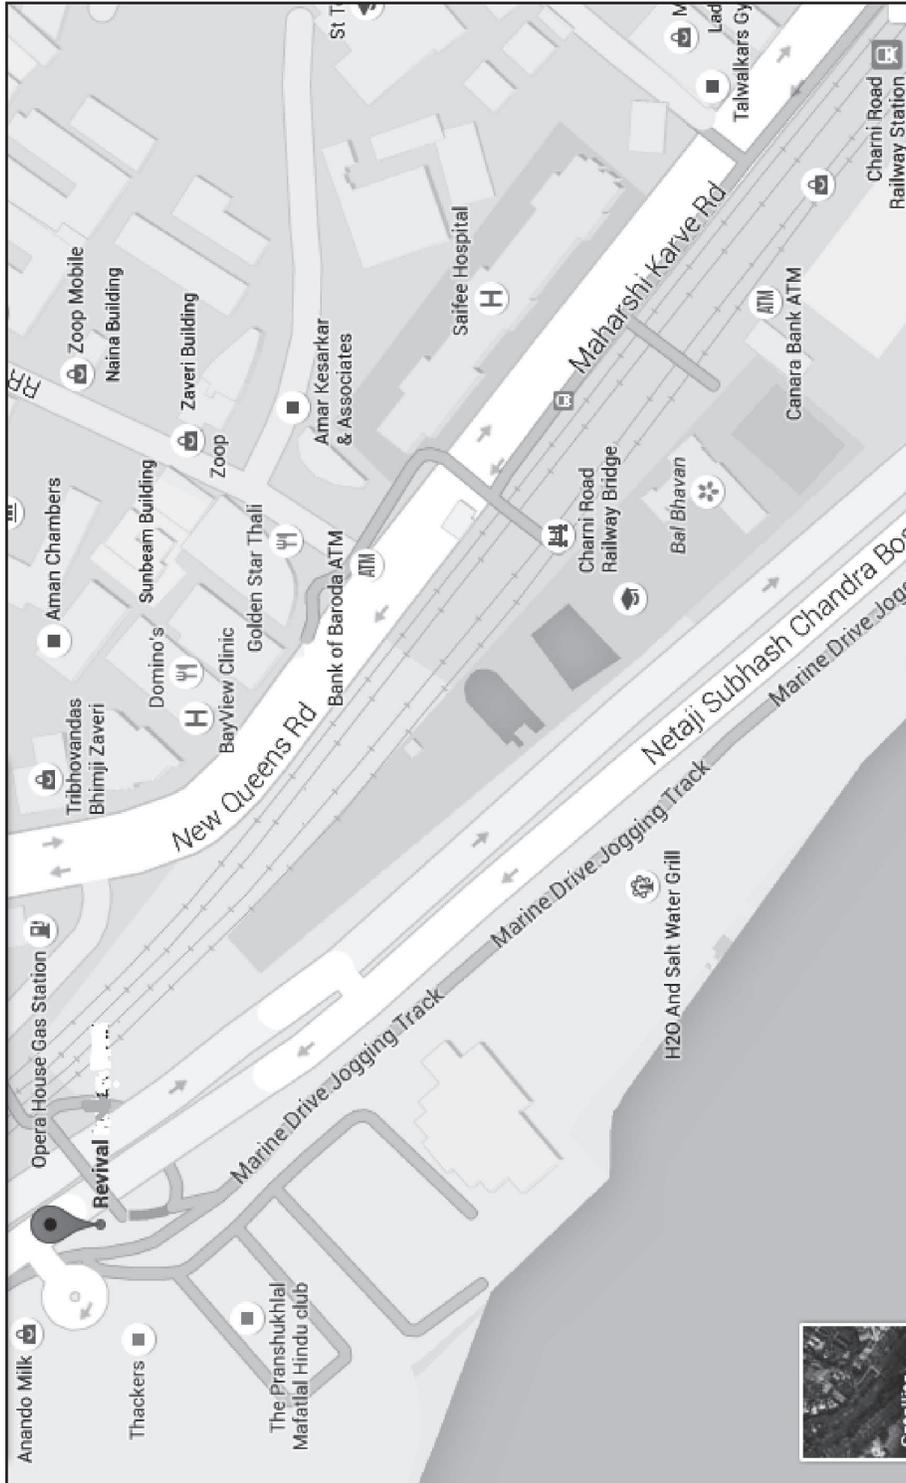 Anando Milk
Thackers
The Pranshukhlal
Mafatlal Hindu club
Opera House Gas Station
Revival
Tribhovandas
Bhimji Zaveri
Aman Chambers
Domino's
BayView Clinic
Sunbeam Building
Golden Star Thali
Bank of Baroda ATM
ATM
New Queens Rd
RR
Zoop Mobile
Naina Building
Zaveri Building
Zoop
Amar Kesarkar
& Associates
Saifee Hospital
Maharshi Karve Rd
Talwalkars Gy
Charni Road
Railway Station
ATM
Canara Bank ATM
Charni Road
Railway Bridge
Bal Bhavan
Netaji Subhash Chandra Bos
Marine Drive Jogging Track
Marine Drive Jogging Track
Marine Drive Jogg
H2O And Salt Water Grill